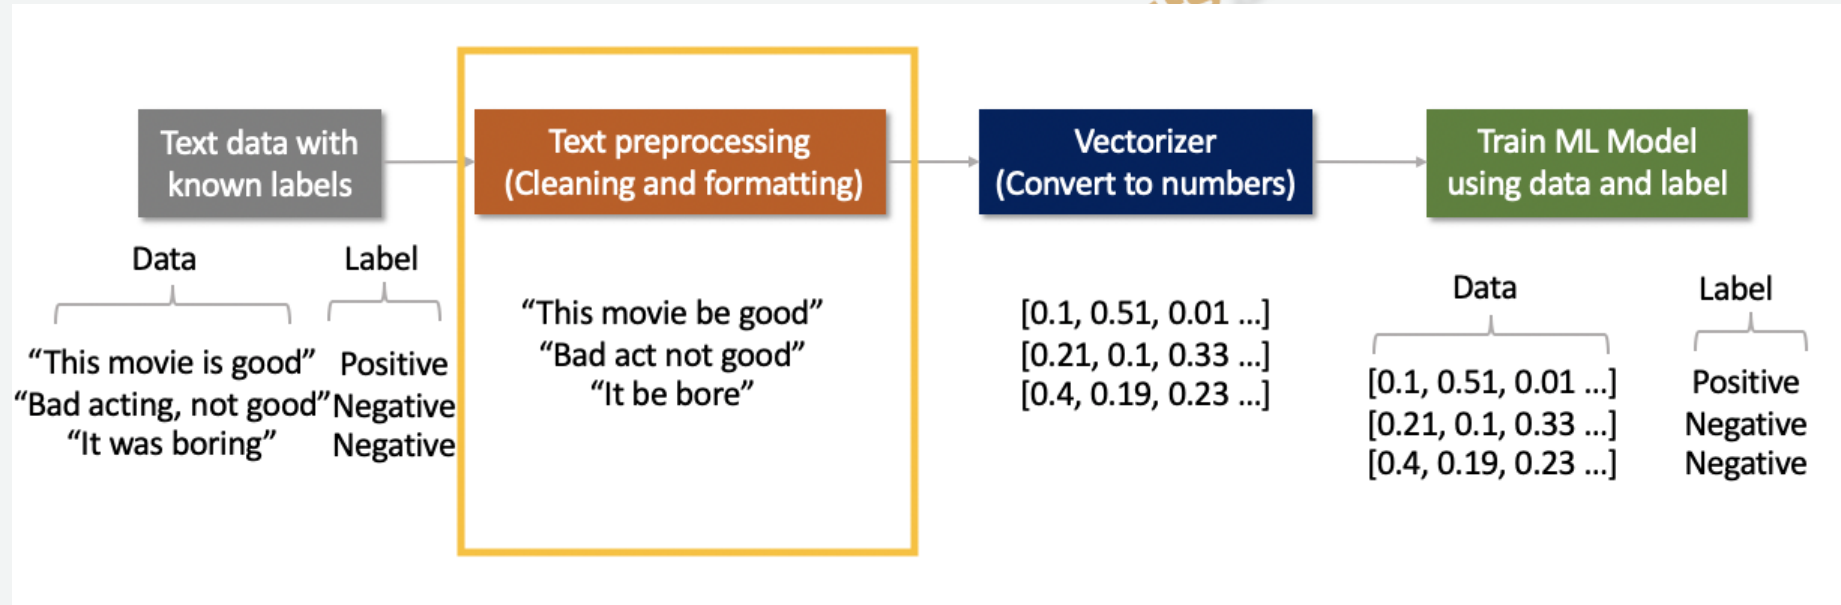 Text data with
known labels
Text preprocessing
(Cleaning and formatting)
Vectorizer
(Convert to numbers)
Train ML Model
using data and label
Data Label
“This movie is good” Positive
“Bad acting, not good” Negative
“It was boring” Negative
“This movie be good”
“Bad act not good”
“It be bore”
[0.1, 0.51, 0.01 ...]
[0.21, 0.1, 0.33 ...]
[0.4, 0.19, 0.23 ...]
Data Label
[0.1, 0.51, 0.01 ...] Positive
[0.21, 0.1, 0.33 ...] Negative
[0.4, 0.19, 0.23 ...] Negative